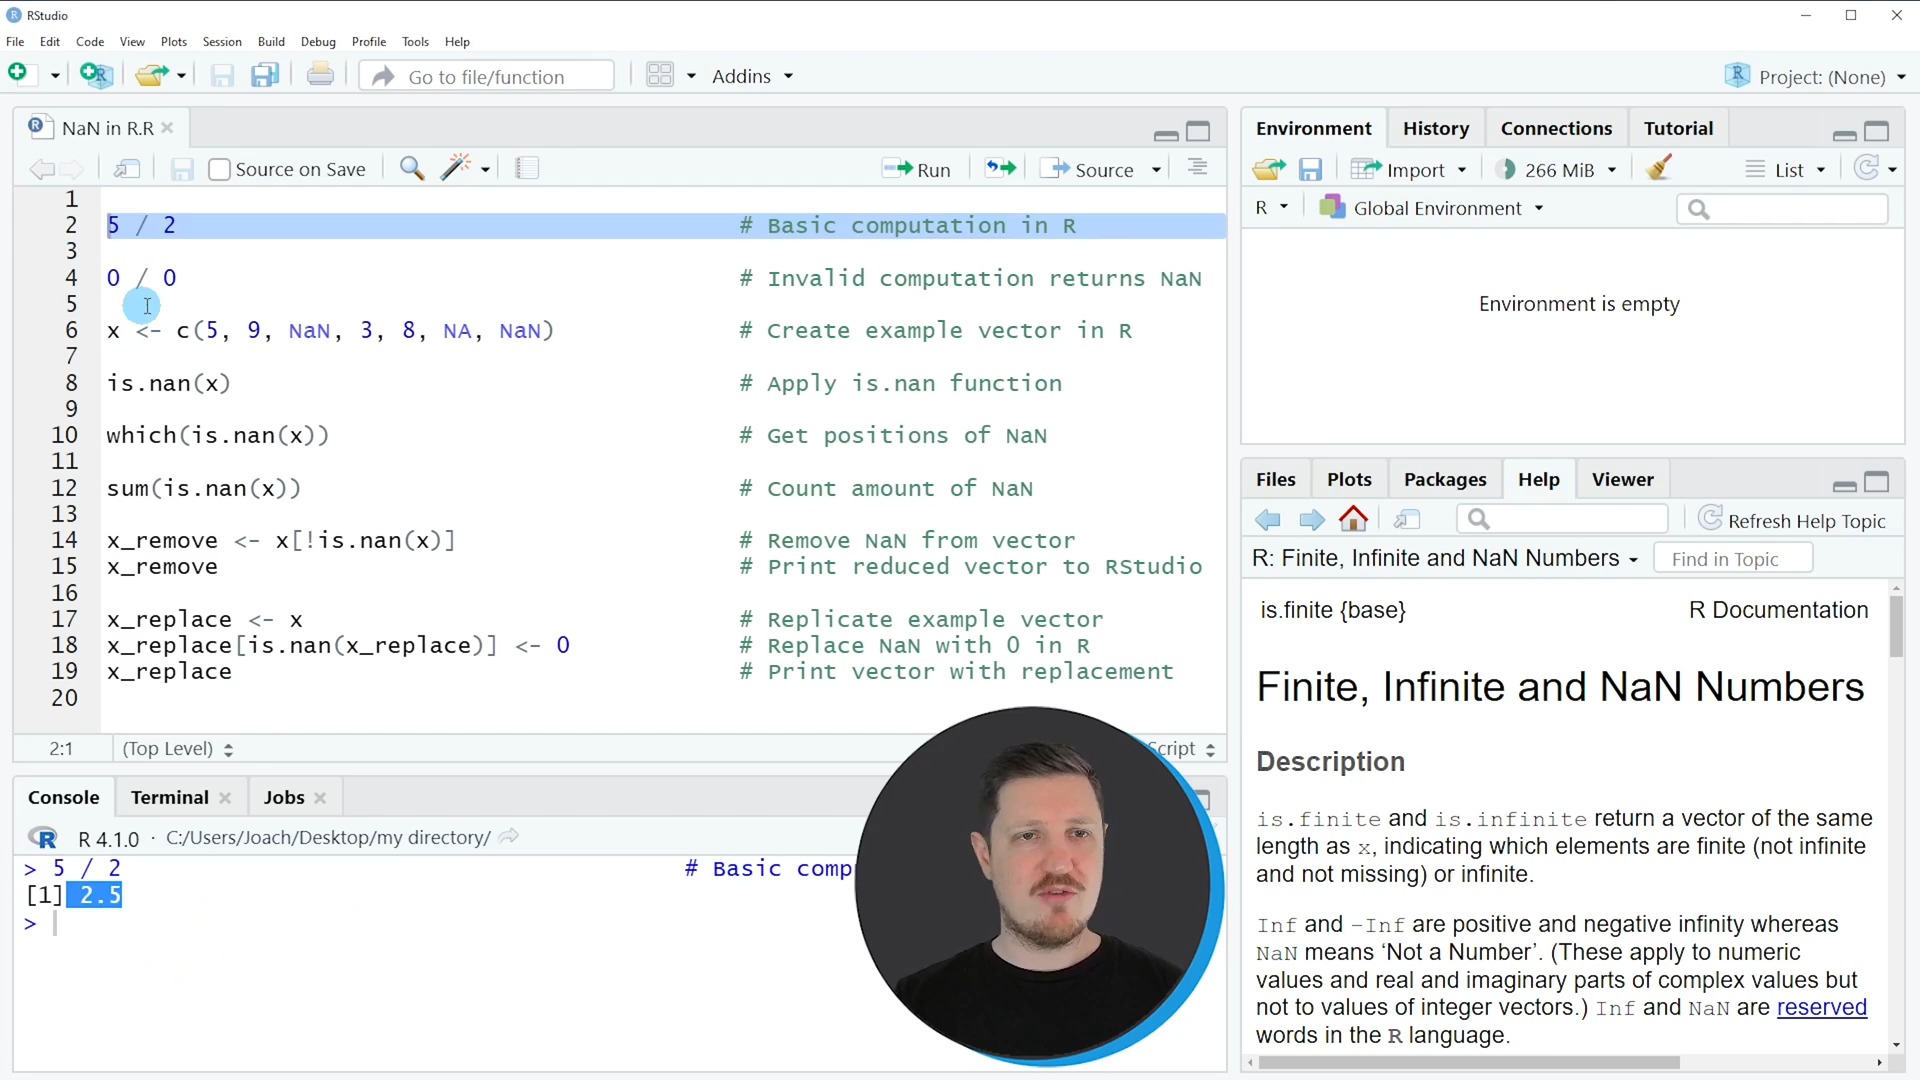 RStudio
File Edit Code View Plots Session Build Debug Profile Tools Help
Go to file/function Addins Project: (None)
NaN in R.R
Source on Save Run Source
1
2 5 / 2 # Basic computation in R
3
4 0 / 0 # Invalid computation returns NaN
5
6 x <- c(5, 9, NaN, 3, 8, NA, NaN) # Create example vector in R
7
8 is.nan(x) # Apply is.nan function
9
10 which(is.nan(x)) # Get positions of NaN
11
12 sum(is.nan(x)) # Count amount of NaN
13
14 x_remove <- x[!is.nan(x)] # Remove NaN from vector
15 x_remove # Print reduced vector to RStudio
16
17 x_replace <- x # Replicate example vector
18 x_replace[is.nan(x_replace)] <- 0 # Replace NaN with 0 in R
19 x_replace # Print vector with replacement
20
2:1 (Top Level) Script
Console Terminal Jobs
R 4.1.0 · C:/Users/Joach/Desktop/my directory/
> 5 / 2 # Basic comp
[1] 2.5
>
Environment History Connections Tutorial
Import 266 MiB List
R Global Environment
Environment is empty
Files Plots Packages Help Viewer
Refresh Help Topic
R: Finite, Infinite and NaN Numbers Find in Topic
is.finite {base} R Documentation
Finite, Infinite and NaN Numbers
Description
is.finite and is.infinite return a vector of the same
length as x, indicating which elements are finite (not infinite
and not missing) or infinite.
Inf and -Inf are positive and negative infinity whereas
NaN means ‘Not a Number’. (These apply to numeric
values and real and imaginary parts of complex values but
not to values of integer vectors.) Inf and NaN are reserved
words in the R language.